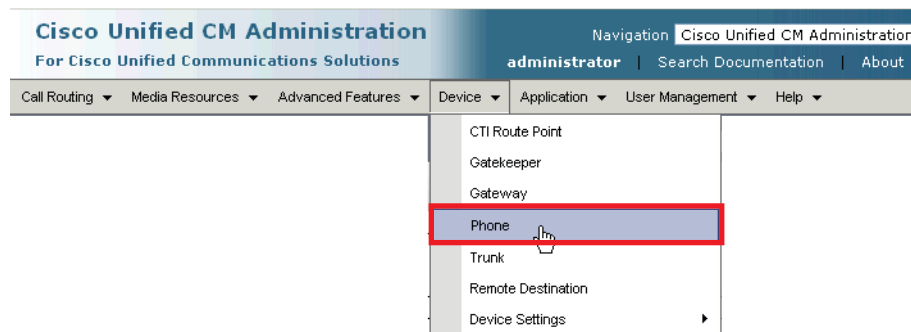 Cisco Unified CM Administration
Navigation Cisco Unified CM Administration
For Cisco Unified Communications Solutions
administrator | Search Documentation | About
Call Routing Media Resources Advanced Features Device Application User Management Help
CTI Route Point
Gatekeeper
Gateway
Phone
Trunk
Remote Destination
Device Settings